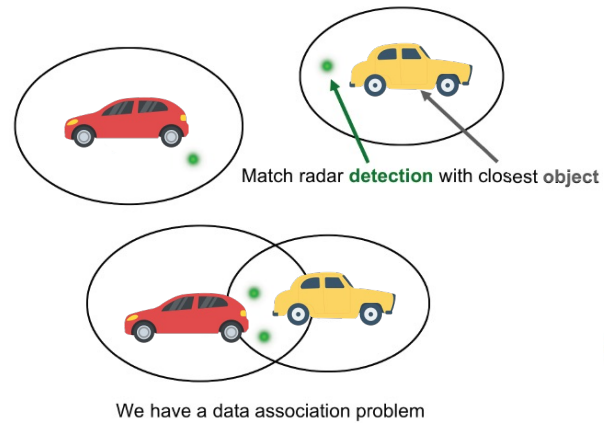 Match radar detection with closest object
We have a data association problem